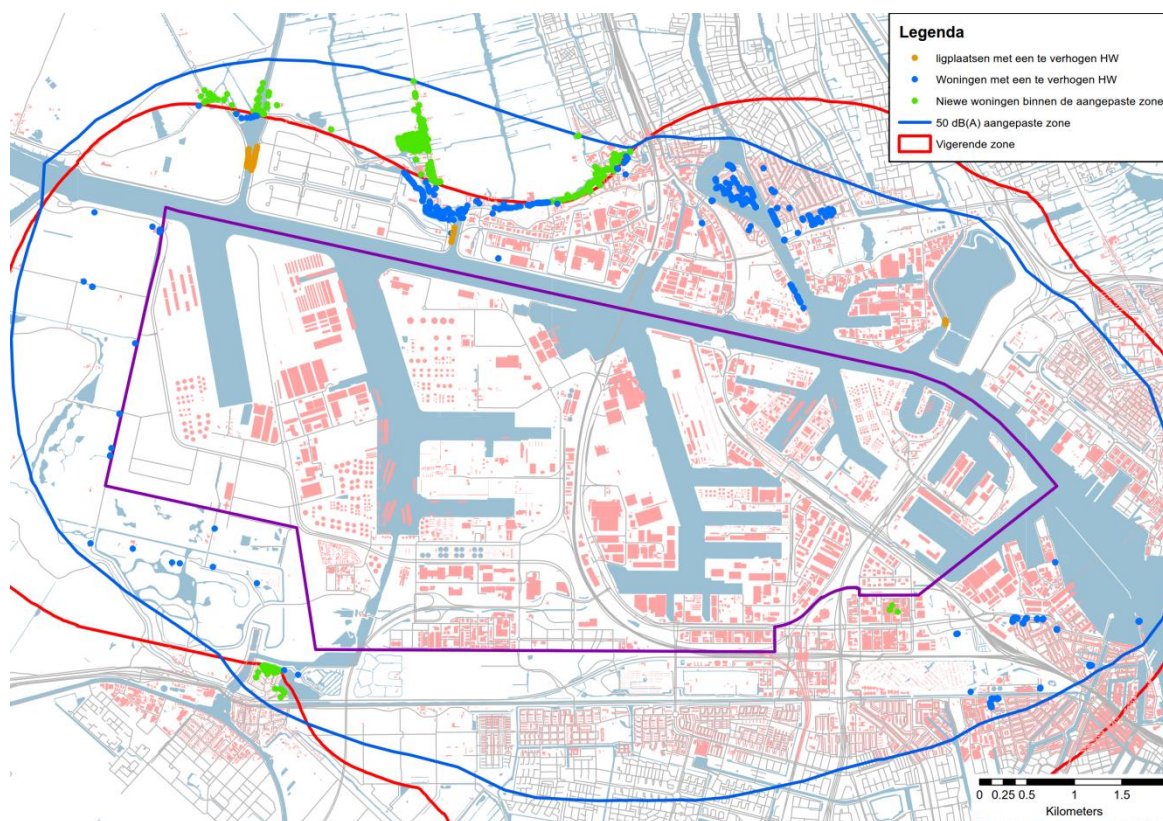 Legenda
ligplaatsen met een te verhogen HW
Woningen met een te verhogen HW
Niewe woningen binnen de aangepaste zone
50 dB(A) aangepaste zone
Vigerende zone
0 0.25 0.5 1 1.5
Kilometers